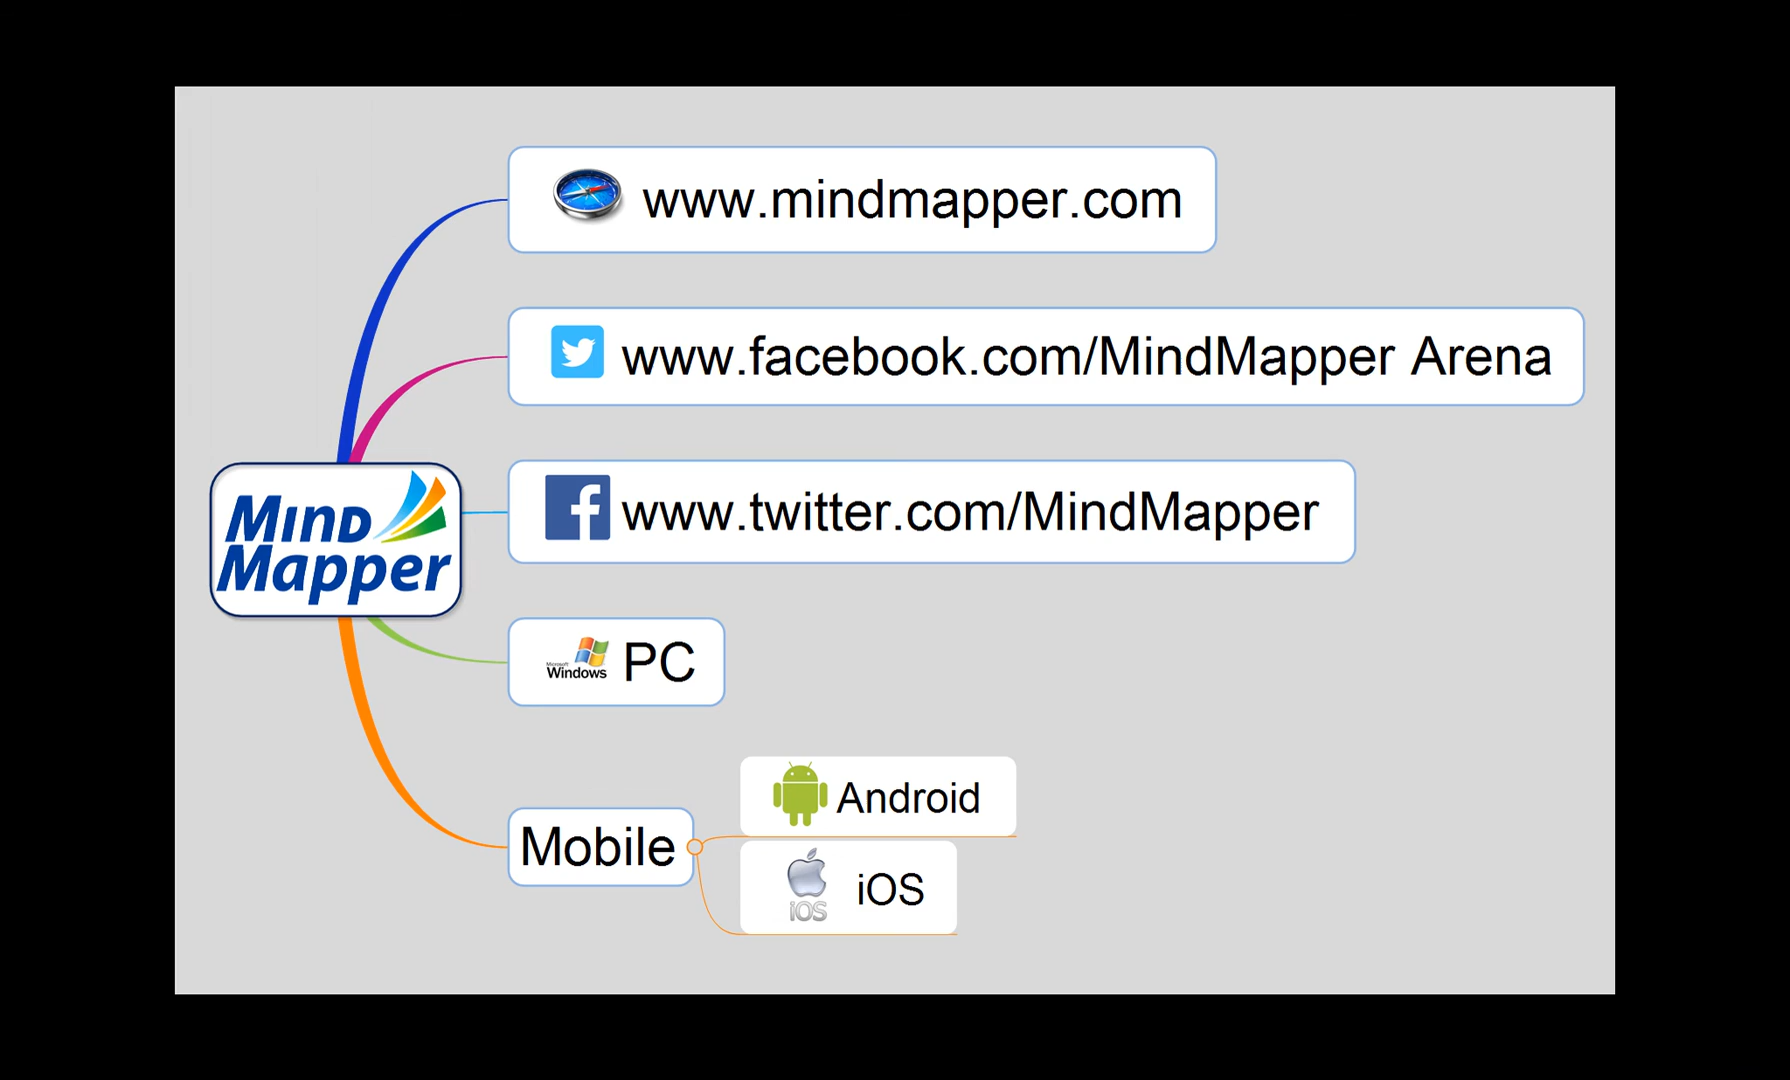 www.mindmapper.com
www.facebook.com/MindMapper Arena
MIND
Mapper
www.twitter.com/MindMapper
Microsoft
Windows
PC
Mobile
Android
iOS
iOS